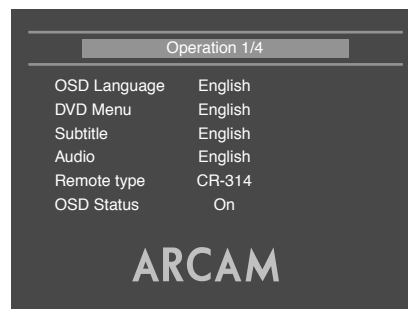 Operation 1/4
OSD Language English
DVD Menu English
Subtitle English
Audio English
Remote type CR-314
OSD Status On
ARCAM